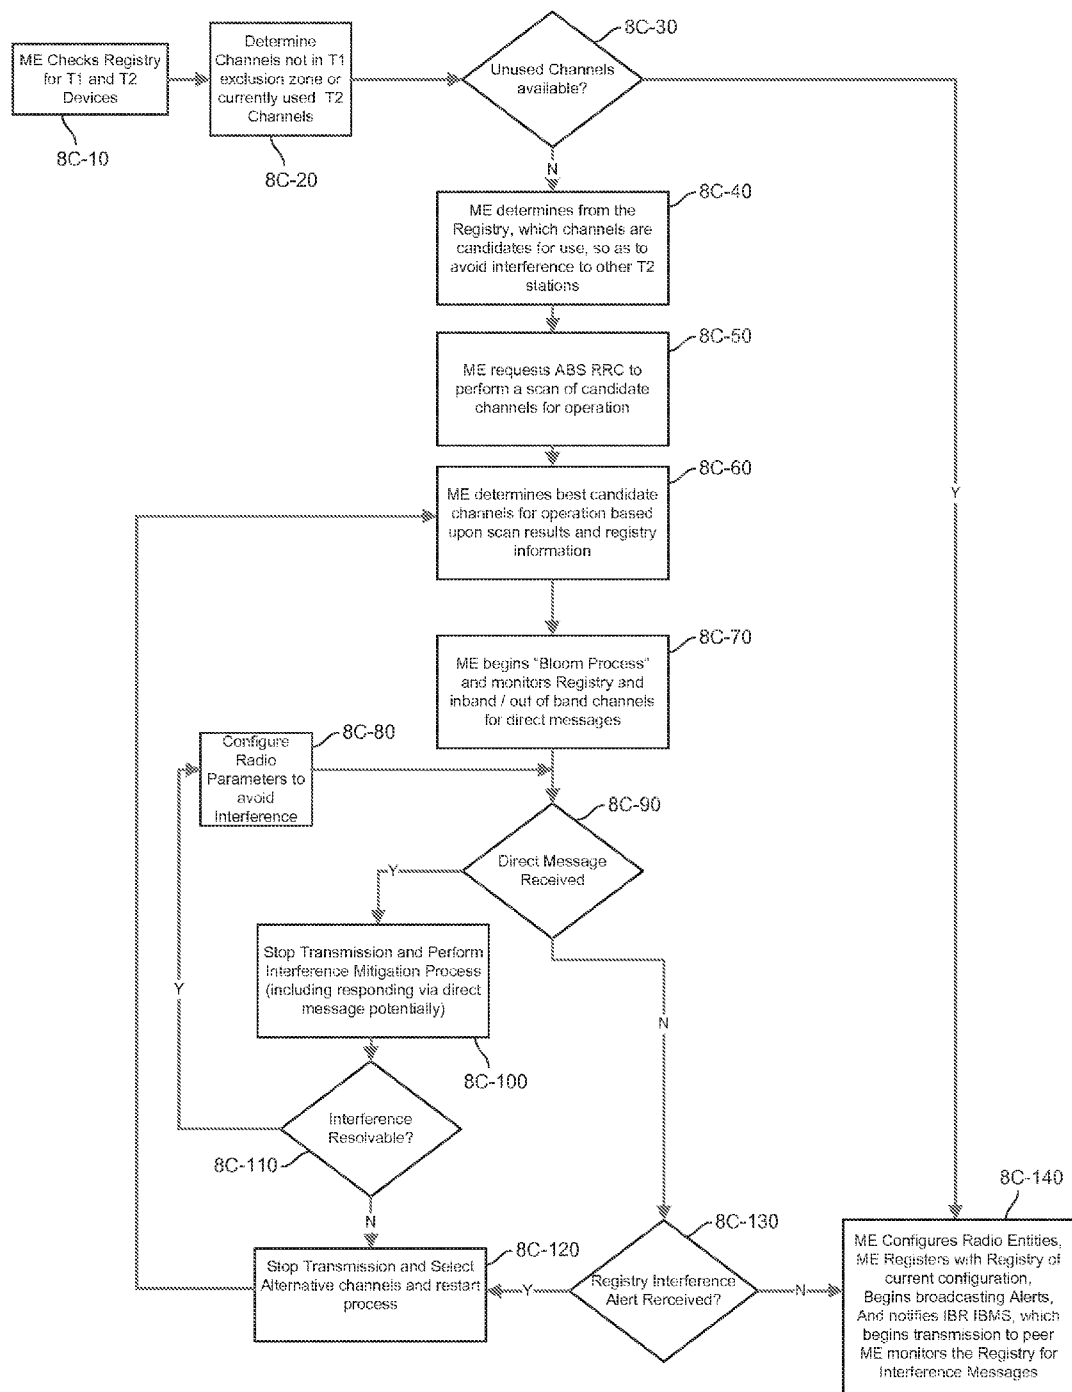 ME Checks Registry
for T1 and T2
Devices
8C-10
Determine
Channels not in T1
exclusion zone or
currently used T2
Channels
8C-20
Unused Channels
available?
8C-30
N
Y
ME determines from the
Registry, which channels are
candidates for use, so as to
avoid interference to other T2
stations
8C-40
ME requests ABS RRC to
perform a scan of candidate
channels for operation
8C-50
ME determines best candidate
channels for operation based
upon scan results and registry
information
8C-60
ME begins "Bloom Process"
and monitors Registry and
inband / out of band channels
for direct messages
8C-70
Configure
Radio
Parameters to
avoid
Interference
8C-80
Direct Message
Received
8C-90
Y
N
Stop Transmission and Perform
Interference Mitigation Process
(including responding via direct
message potentially)
8C-100
Interference
Resolvable?
8C-110
Y
N
Stop Transmission and Select
Alternative channels and restart
process
8C-120
Registry Interference
Alert Rerceived?
8C-130
Y
N
ME Configures Radio Entities,
ME Registers with Registry of
current configuration,
Begins broadcasting Alerts,
And notifies IBR IBMS, which
begins transmission to peer
ME monitors the Registry for
Interference Messages
8C-140